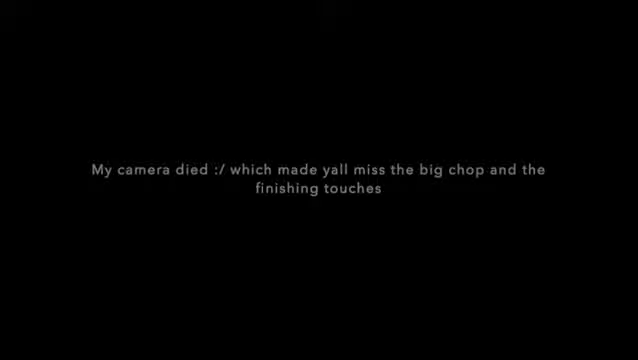 My camera died :/ which made yall miss the big chop and the
finishing touches